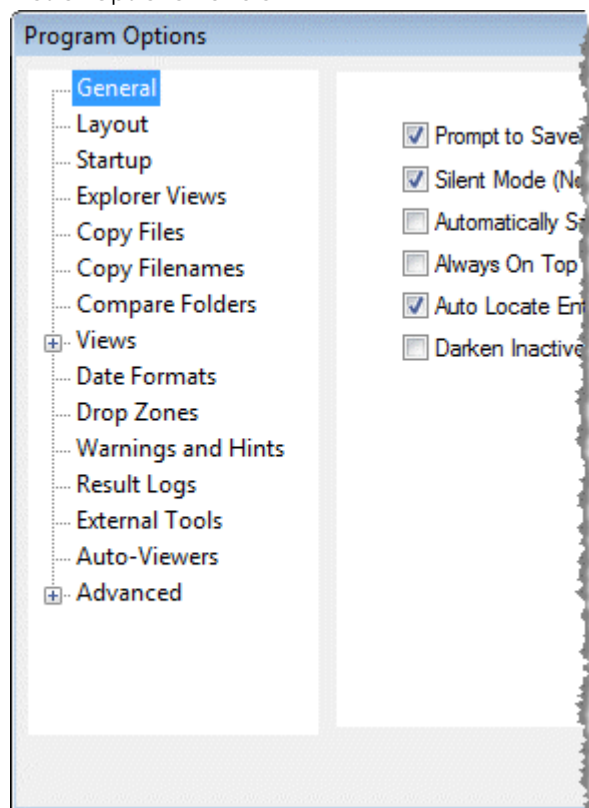 Program Options
General
Layout
Startup
Explorer Views
Copy Files
Copy Filenames
Compare Folders
Views
Date Formats
Drop Zones
Warnings and Hints
Result Logs
External Tools
Auto-Viewers
Advanced
Prompt to Save
Silent Mode
Automatically
Always On Top
Auto Locate
Darken Inactive